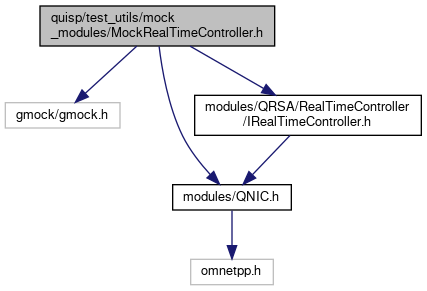 quisp/test_utils/mock
_modules/MockRealTimeController.h
gmock/gmock.h
modules/QRSA/RealTimeController
/IRealTimeController.h
modules/QNIC.h
omnetpp.h